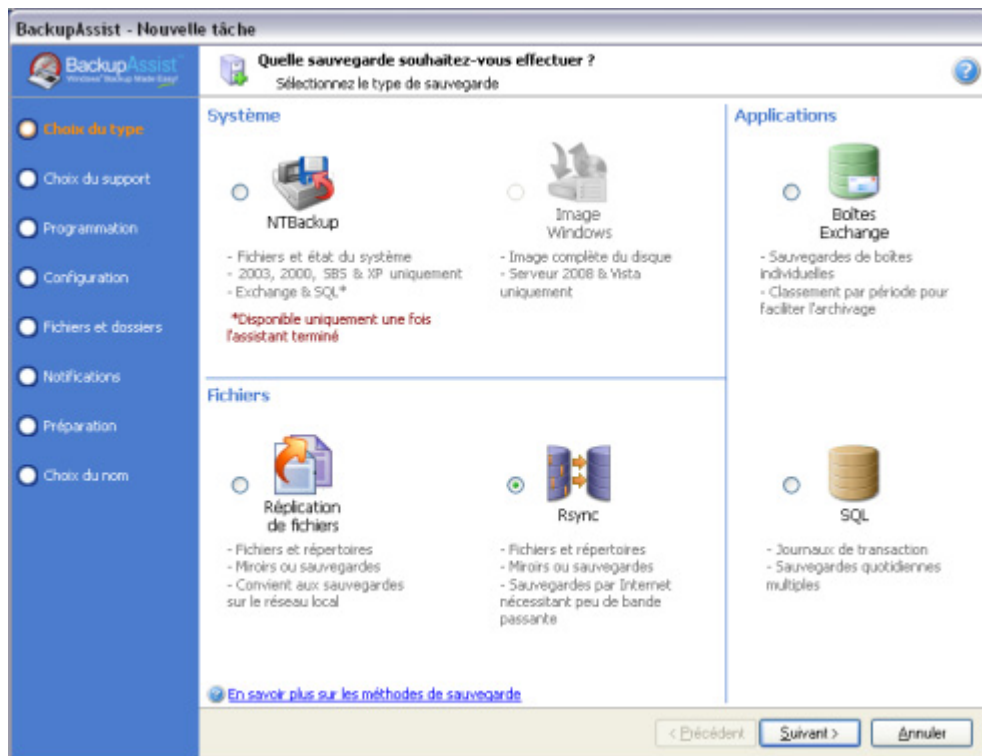 BackupAssist - Nouvelle tâche
BackupAssist™
Windows® Backup Made Easy!
Quelle sauvegarde souhaitez-vous effectuer ?
Sélectionnez le type de sauvegarde
Choix du type
Choix du support
Programmation
Configuration
Fichiers et dossiers
Notifications
Préparation
Choix du nom
Système
NTBackup
- Fichiers et état du système
- 2003, 2000, SBS & XP uniquement
- Exchange & SQL*
*Disponible uniquement une fois
l'assistant terminé
Image
Windows
- Image complète du disque
- Serveur 2008 & Vista
uniquement
Applications
Boîtes
Exchange
- Sauvegardes de boîtes
individuelles
- Classement par période pour
faciliter l'archivage
Fichiers
Réplication
de fichiers
- Fichiers et répertoires
- Miroirs ou sauvegardes
- Convient aux sauvegardes
sur le réseau local
Rsync
- Fichiers et répertoires
- Miroirs ou sauvegardes
- Sauvegardes par Internet
nécessitant peu de bande
passante
SQL
- Journaux de transaction
- Sauvegardes quotidiennes
multiples
En savoir plus sur les méthodes de sauvegarde
< Précédent
Suivant >
Annuler